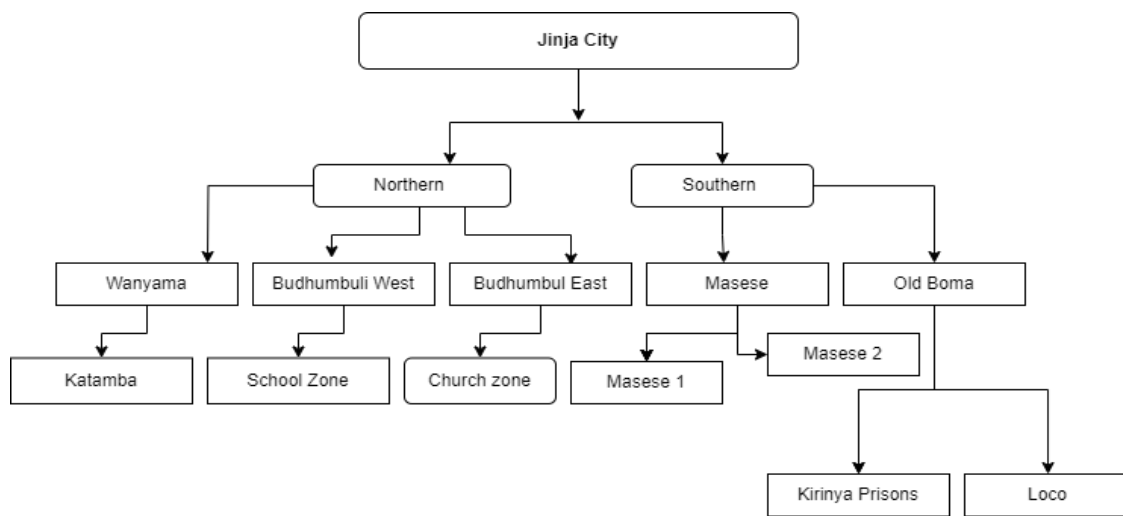 Jinja City
Northern
Southern
Wanyama
Budhumbuli West
Budhumbul East
Masese
Old Boma
Katamba
School Zone
Church zone
Masese 1
Masese 2
Kirinya Prisons
Loco